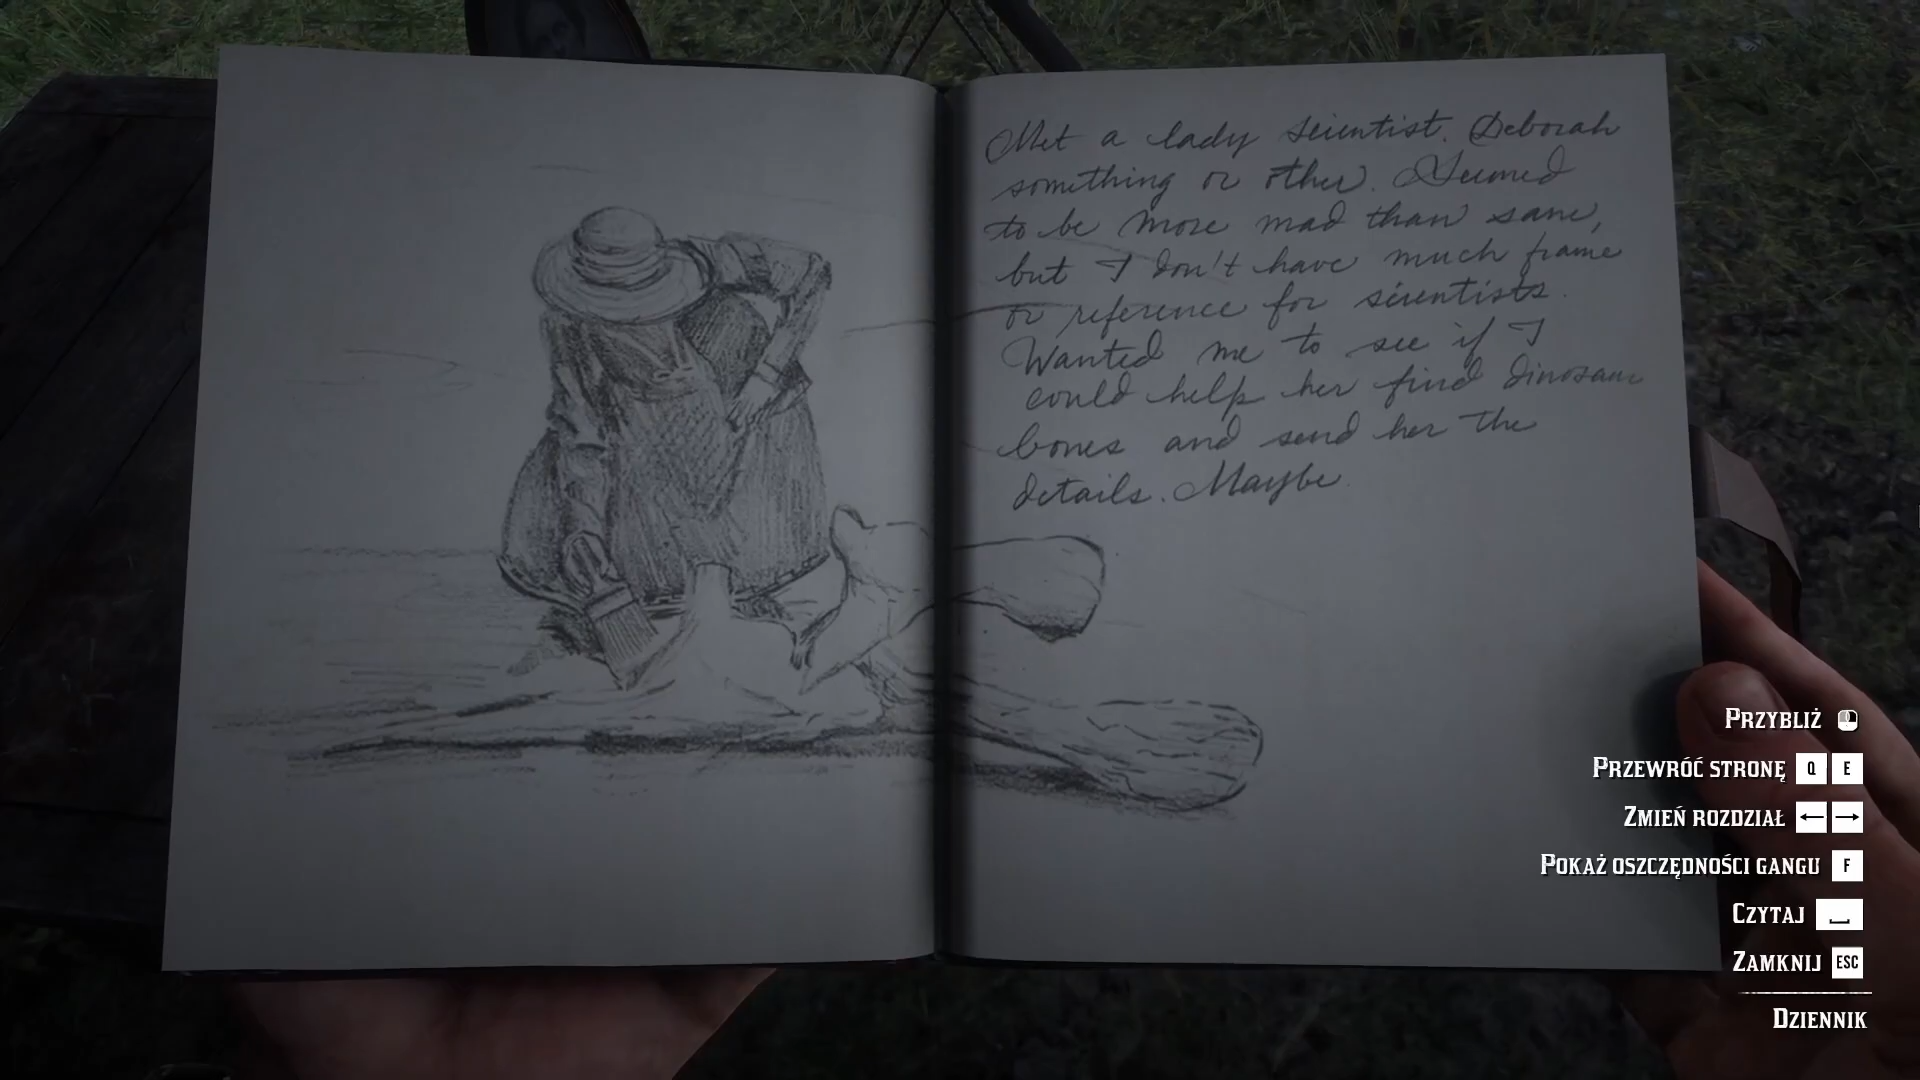 Met a lady scientist. Deborah
something or other. Seemed
to be more mad than sane,
but I don't have much frame
or reference for scientists.
Wanted me to see if I
could help her find dinosaur
bones and send her the
details. Maybe.
PRZYBLIŻ
PRZEWRÓĆ STRONĘ Q E
ZMIEŃ ROZDZIAŁ ← →
POKAŻ OSZCZĘDNOŚCI GANGU F
CZYTAJ
ZAMKNIJ ESC
DZIENNIK